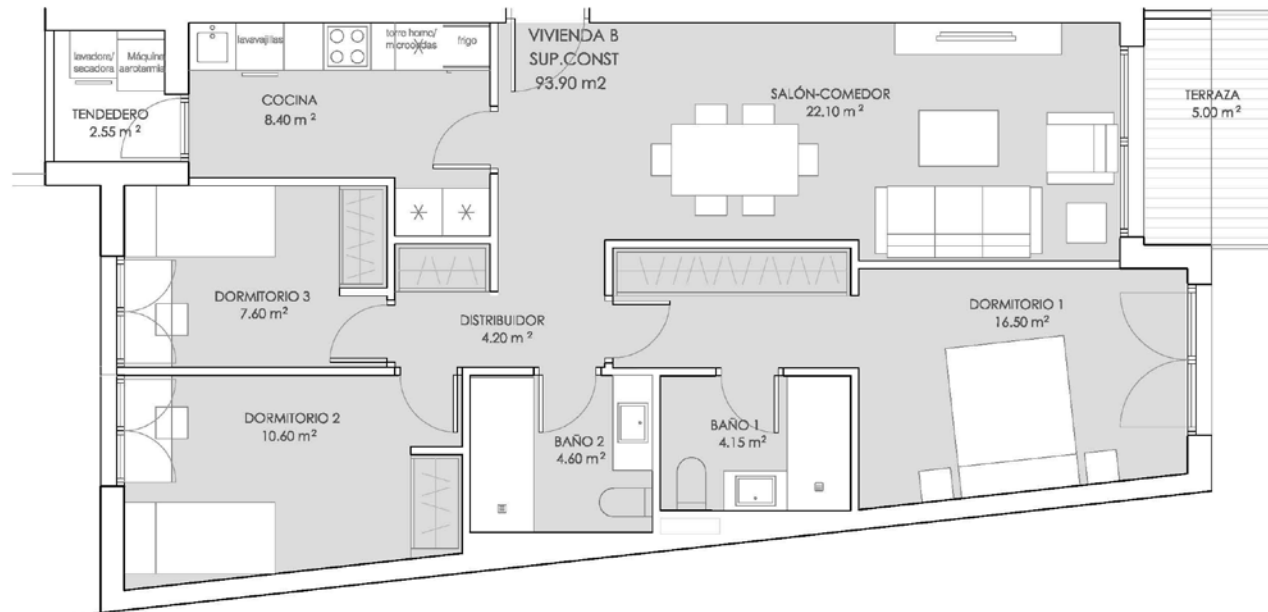 lavavajillas
torre horno/
microondas
frigo
VIVIENDA B
SUP.CONST
93.90 m2
lavadora/
secadora
Máquina
aerotermia
TENDEDERO
2.55 m²
COCINA
8.40 m²
SALÓN-COMEDOR
22.10 m²
TERRAZA
5.00 m²
DORMITORIO 3
7.60 m²
DISTRIBUIDOR
4.20 m²
DORMITORIO 1
16.50 m²
DORMITORIO 2
10.60 m²
BAÑO 2
4.60 m²
BAÑO 1
4.15 m²